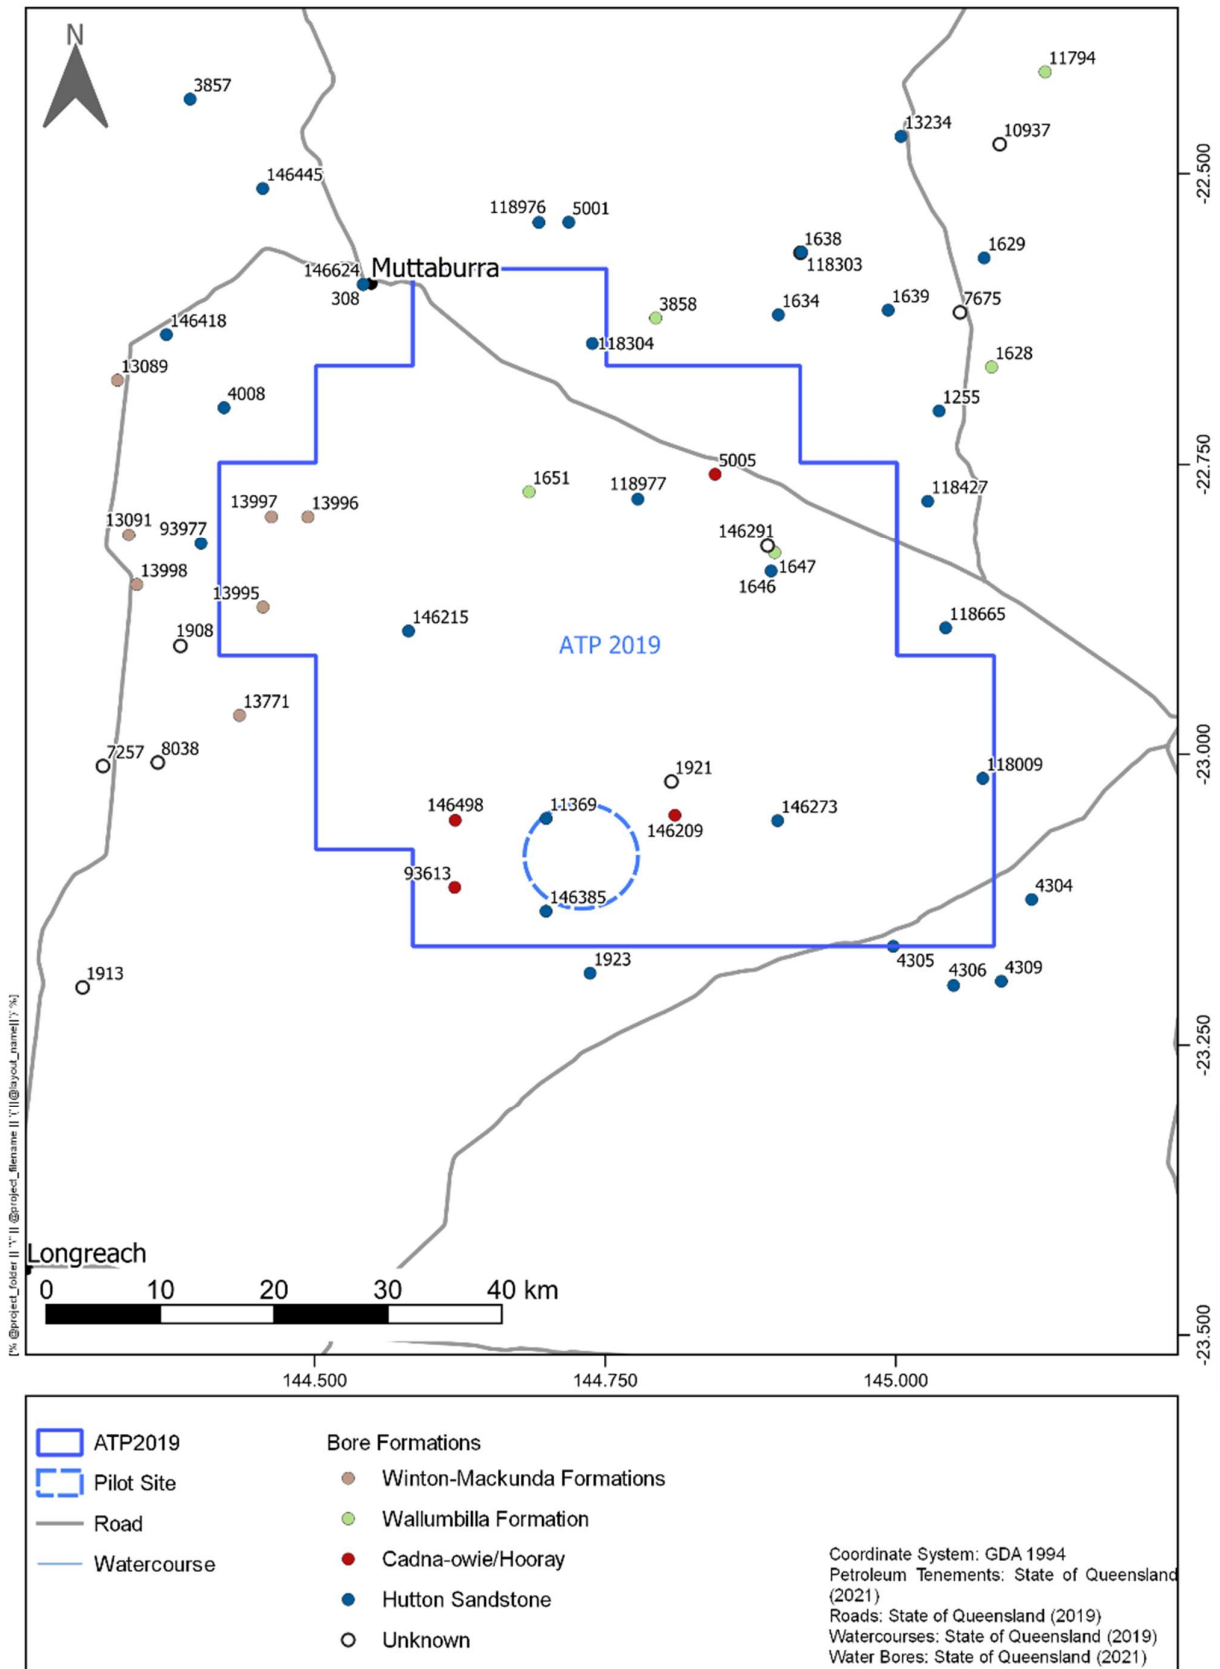 N
11794
3857
13234
10937
146445
-22.500
118976
5001
1638
118303
1629
146624
Muttaburra
308
3858
1634
1639
7675
146418
118304
13089
1628
4008
1255
5005
-22.750
1651
118977
118427
13997
13996
13091
93977
146291
1647
1646
13998
13995
1908
146215
118665
ATP 2019
13771
7257
8038
1921
118009
-23.000
146498
11369
146209
146273
93613
146385
4304
1923
4305
4306
4309
1913
-23.250
[% @project_folder || '\' || @project_filename || '(' ||@layout_name||')' %]
Longreach
0 10 20 30 40 km
-23.500
144.500 144.750 145.000
ATP2019
Pilot Site
Road
Watercourse
Bore Formations
Winton-Mackunda Formations
Wallumbilla Formation
Cadna-owie/Hooray
Hutton Sandstone
Unknown
Coordinate System: GDA 1994
Petroleum Tenements: State of Queensland
(2021)
Roads: State of Queensland (2019)
Watercourses: State of Queensland (2019)
Water Bores: State of Queensland (2021)